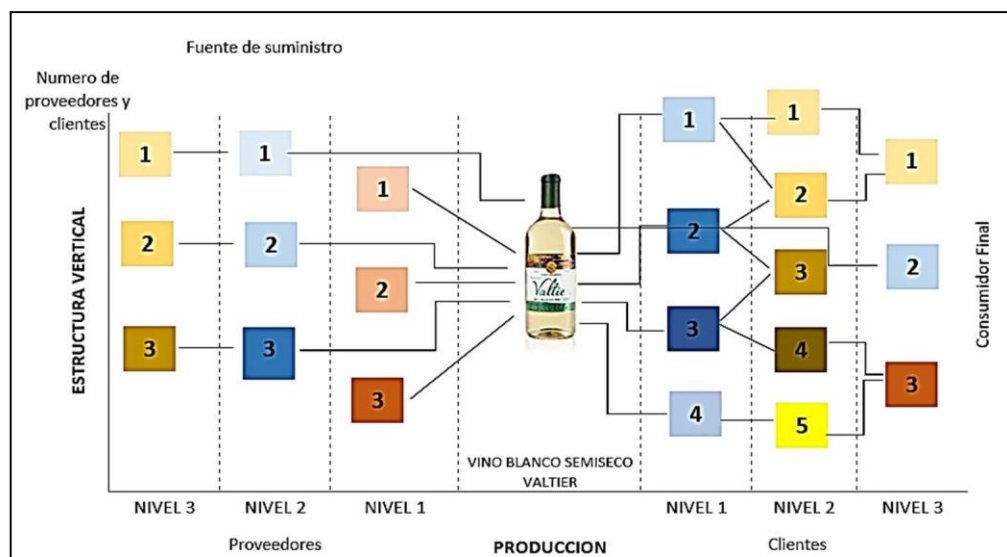 Fuente de suministro
Numero de
proveedores y
clientes
ESTRUCTURA VERTICAL
1
2
3
1
2
3
1
2
3
Valtie
VINO BLANCO SEMISECO
VALTIER
1
2
3
4
1
2
3
4
5
1
2
3
Consumidor Final
NIVEL 3
NIVEL 2
NIVEL 1
NIVEL 1
NIVEL 2
NIVEL 3
Proveedores
PRODUCCION
Clientes